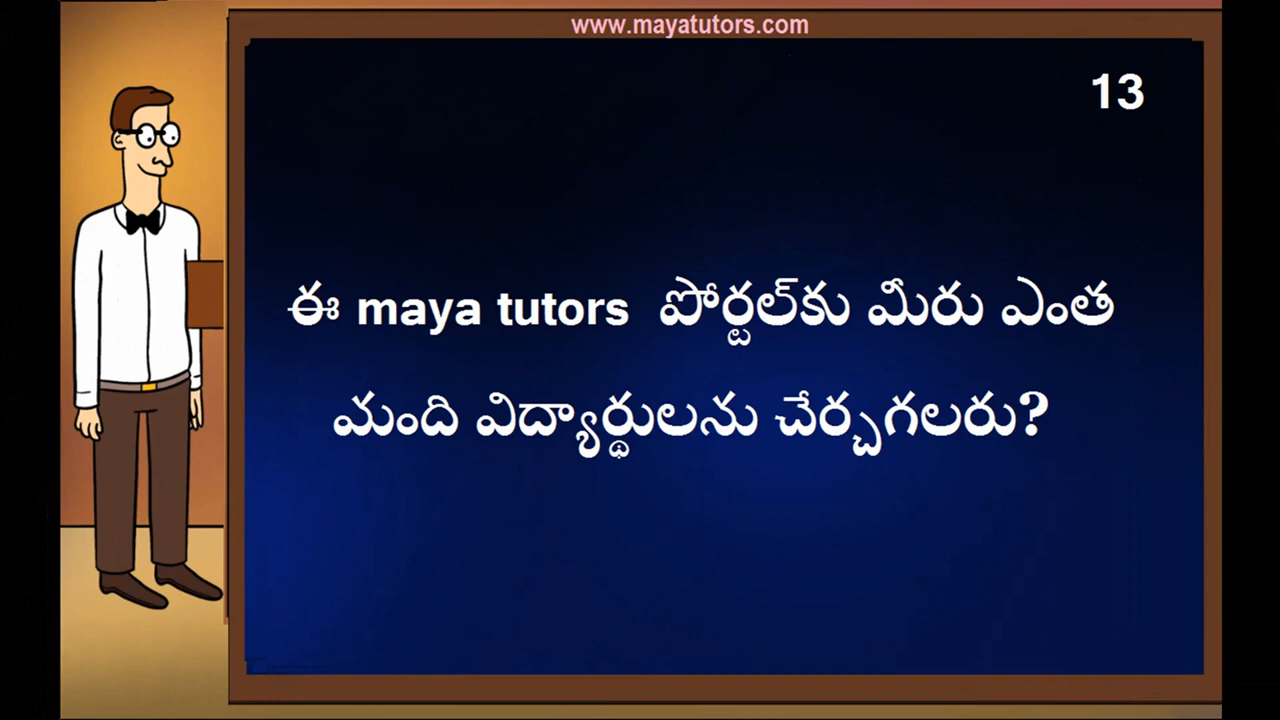 www.mayatutors.com
13
ఈ maya tutors పోర్టల్‌కు మీరు ఎంత
మంది విద్యార్థులను చేర్చగలరు?